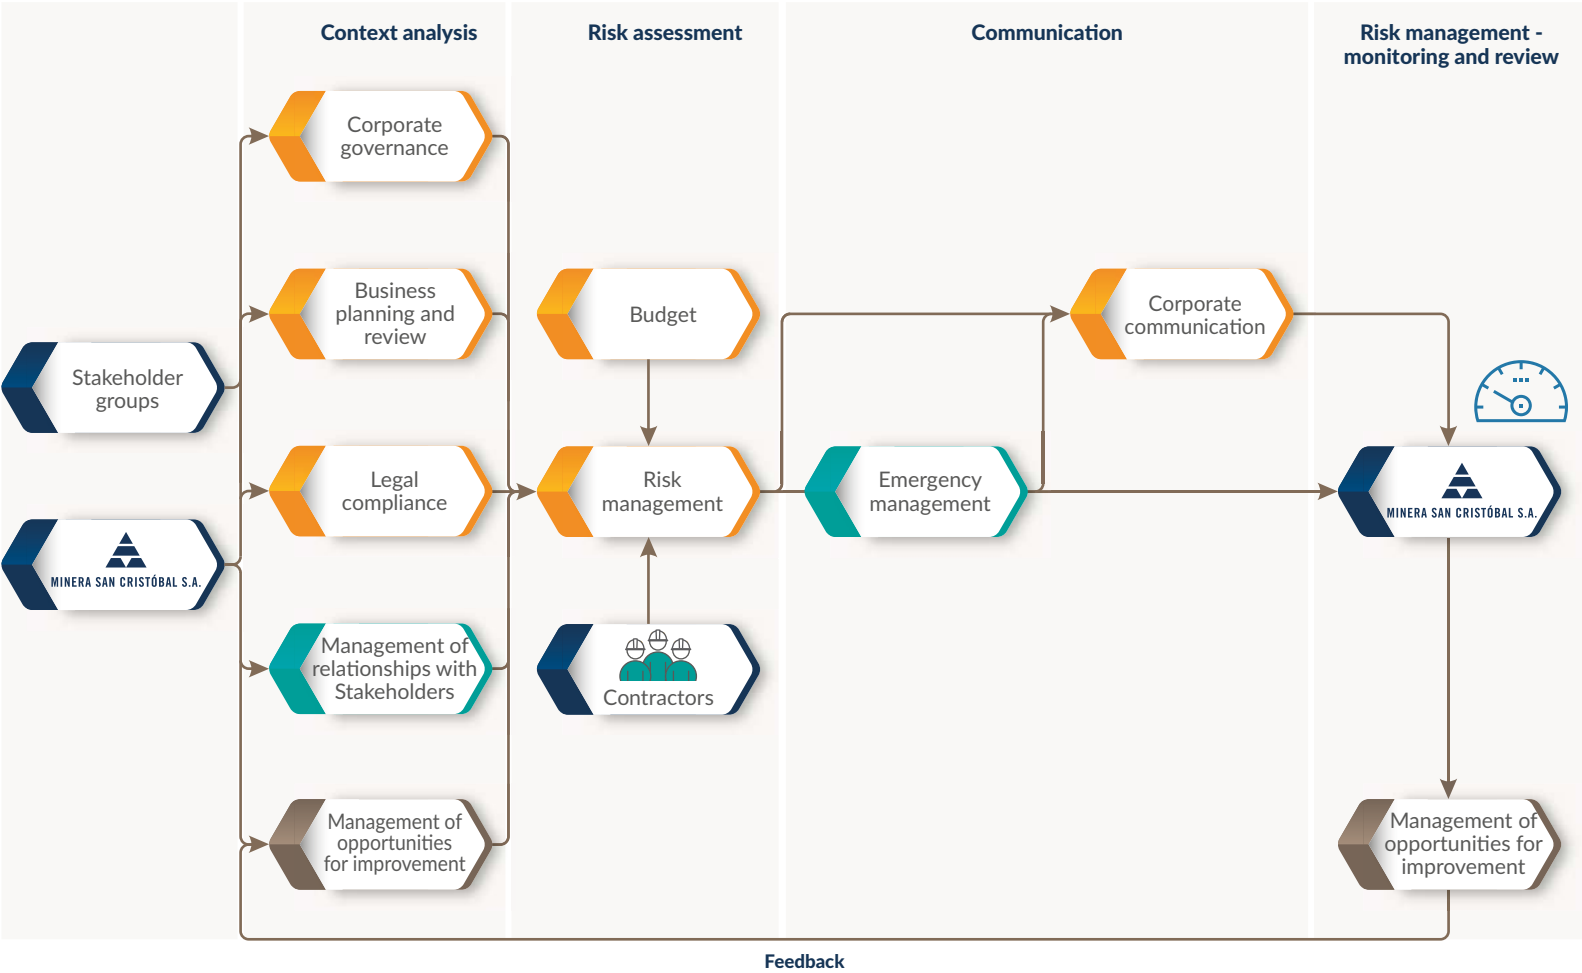 Context analysis
Risk assessment
Communication
Risk management -
monitoring and review
Corporate
governance
Business
planning and
review
Budget
Corporate
communication
Stakeholder
groups
Legal
compliance
Risk
management
Emergency
management
MINERA SAN CRISTÓBAL S.A.
MINERA SAN CRISTÓBAL S.A.
Management of
relationships with
Stakeholders
Contractors
Management of
opportunities
for improvement
Management of
opportunities for
improvement
Feedback